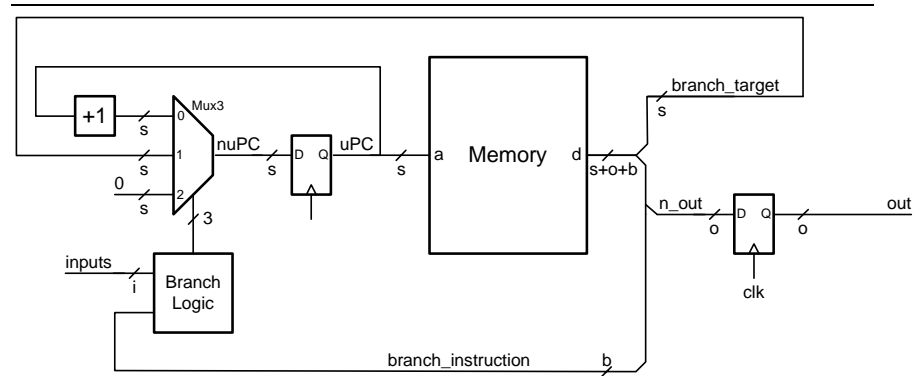 branch_target
s
+1
s
0
Mux3
nuPC
s
D
Q
uPC
s
a
Memory
d
s+o+b
1
s
0
s
2
3
n_out
o
D
Q
o
out
clk
inputs
i
Branch
Logic
branch_instruction
b